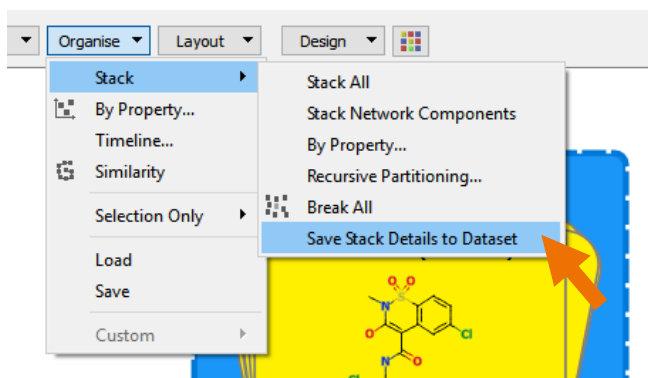 Organise
Layout
Design
Stack
By Property...
Timeline...
Similarity
Selection Only
Load
Save
Custom
Stack All
Stack Network Components
By Property...
Recursive Partitioning...
Break All
Save Stack Details to Dataset
O O
S
N
O
Cl
N O